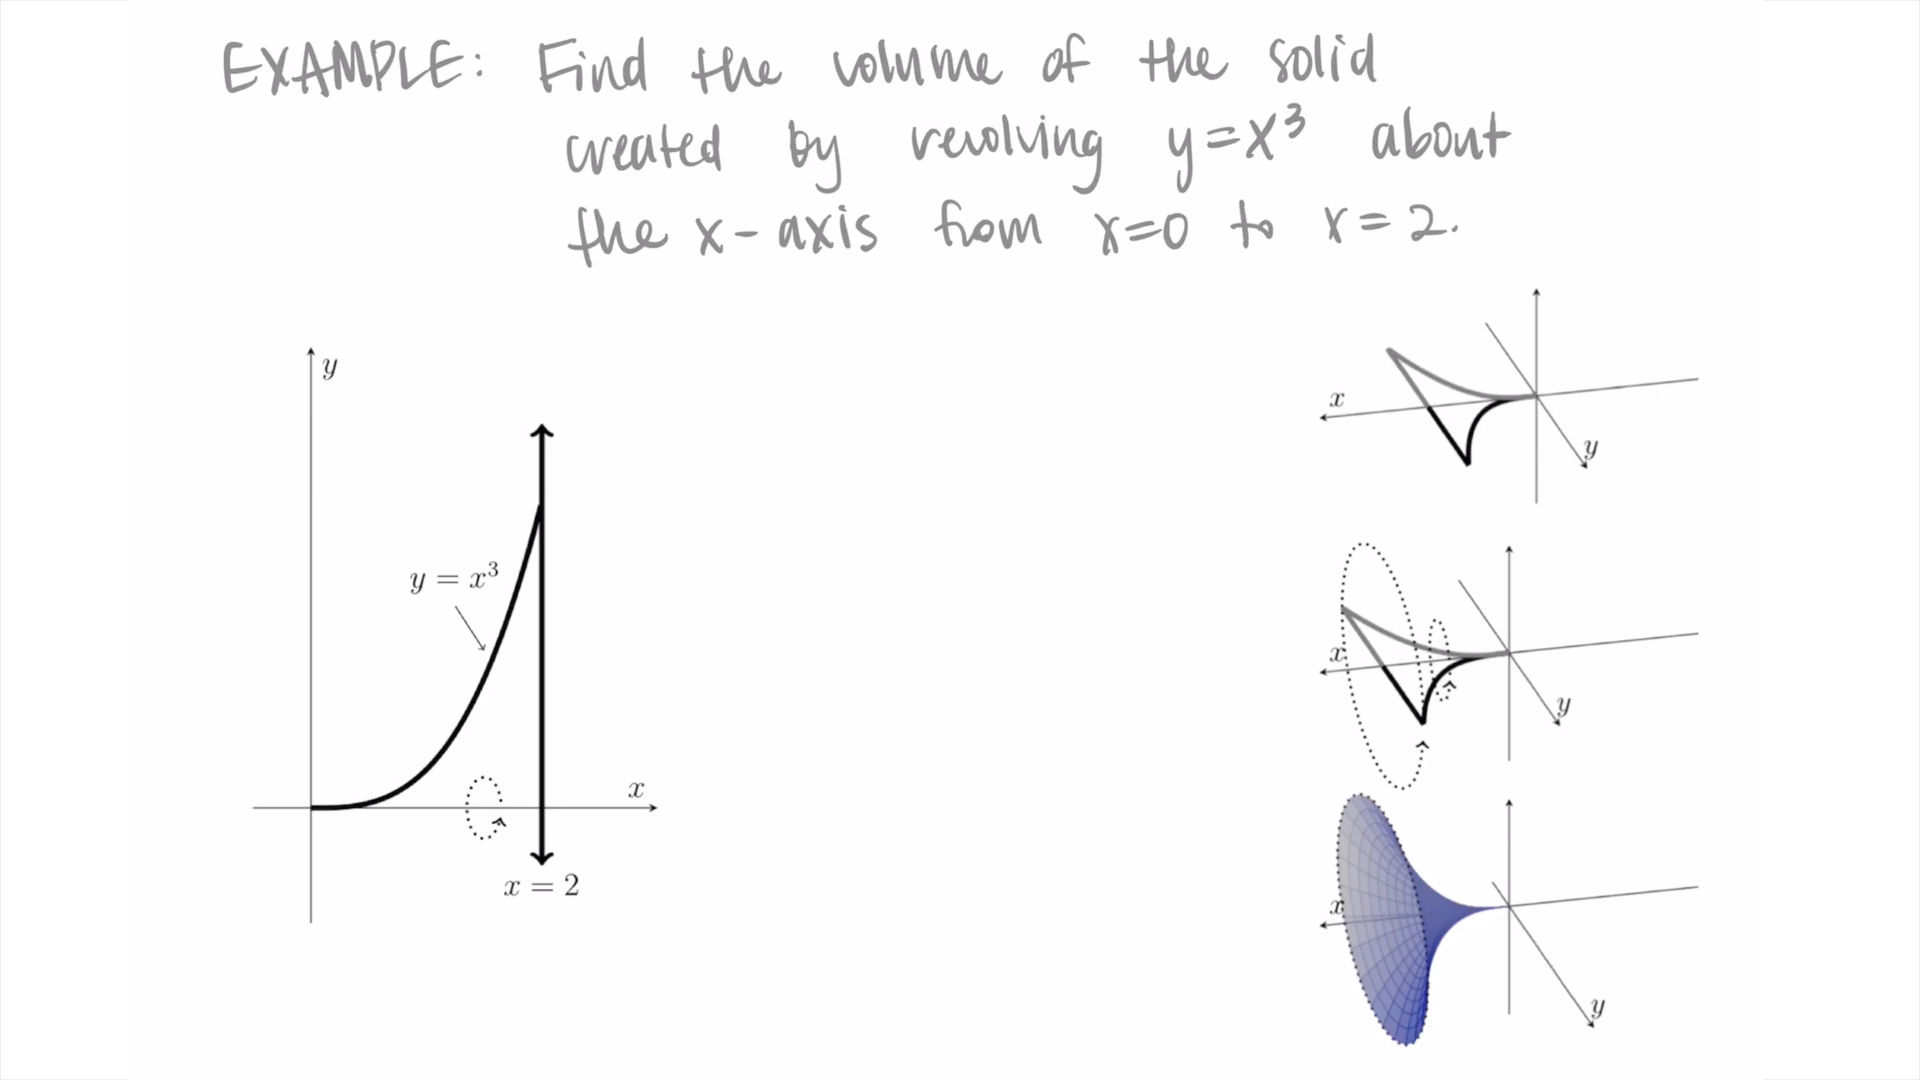 EXAMPLE: Find the volume of the solid
created by revolving y=x³ about
the x-axis from x=0 to x=2.
y
y = x³
x
x = 2
x
y
x
y
x
y